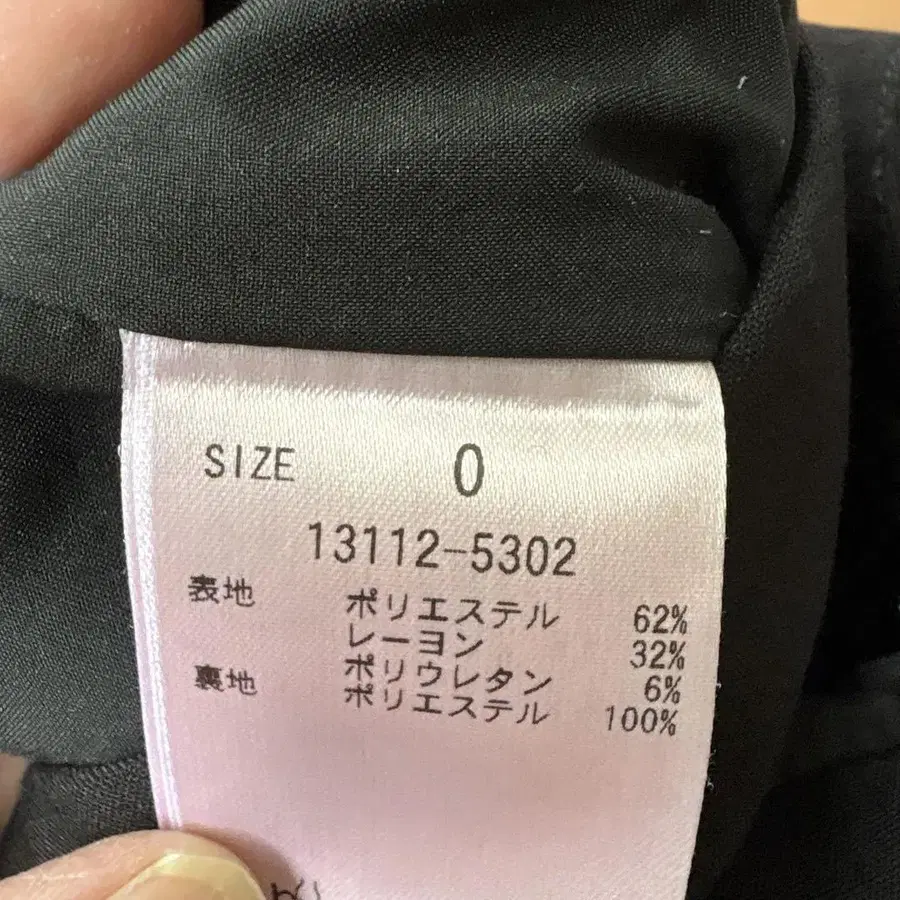 SIZE 0
13112-5302
表地 ポリエステル 62%
レーヨン 32%
ポリウレタン 6%
裏地 ポリエステル 100%